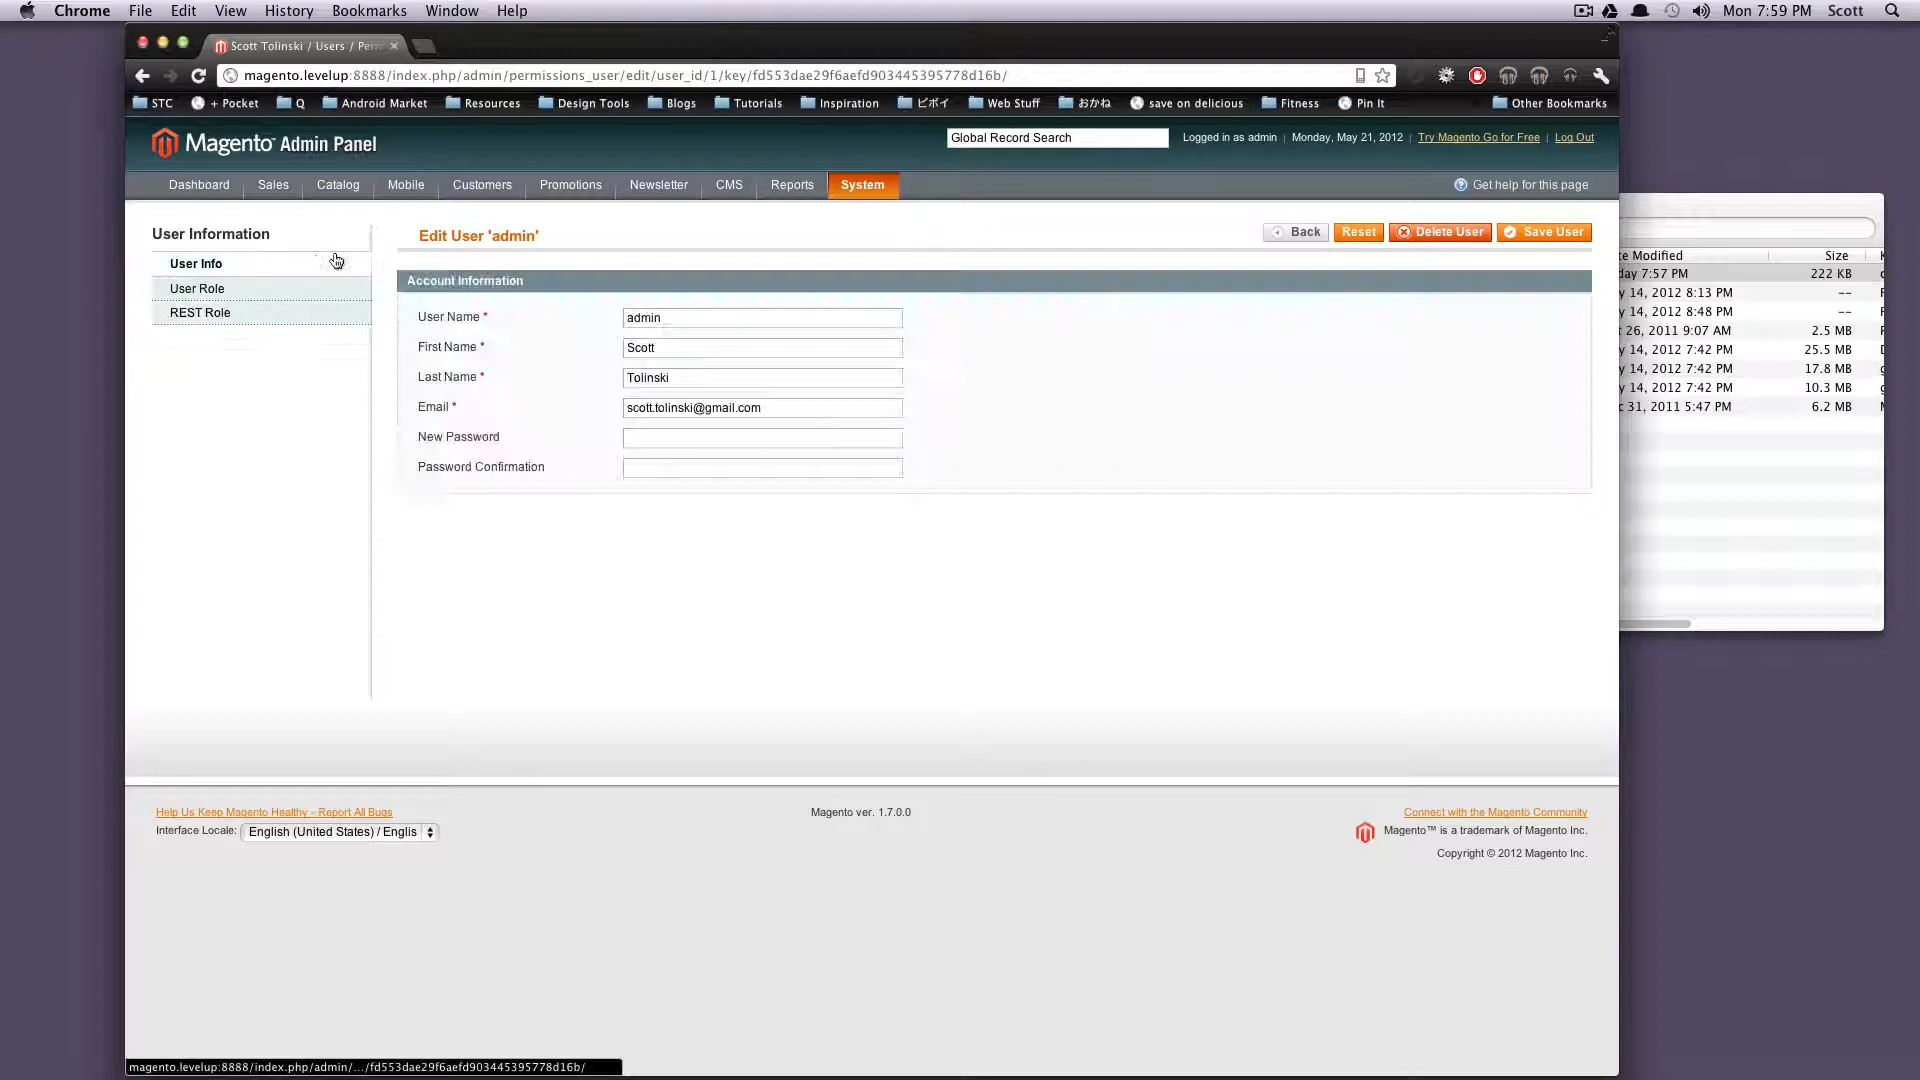 Chrome File Edit View History Bookmarks Window Help Mon 7:59 PM Scott
Scott Tolinski / Users / Per
magento.levelup:8888/index.php/admin/permissions_user/edit/user_id/1/key/fd553dae29f6aefd903445395778d16b/
STC + Pocket Q Android Market Resources Design Tools Blogs Tutorials Inspiration ビボイ Web Stuff おかね save on delicious Fitness Pin It Other Bookmarks
Magento Admin Panel
Global Record Search
Logged in as admin | Monday, May 21, 2012 | Try Magento Go for Free | Log Out
Dashboard Sales Catalog Mobile Customers Promotions Newsletter CMS Reports System
Get help for this page
User Information
User Info
User Role
REST Role
Edit User 'admin'
Back Reset Delete User Save User
Account Information
User Name * admin
First Name * Scott
Last Name * Tolinski
Email * scott.tolinski@gmail.com
New Password
Password Confirmation
te Modified Size
day 7:57 PM 222 KB
y 14, 2012 8:13 PM --
y 14, 2012 8:48 PM --
t 26, 2011 9:07 AM 2.5 MB
y 14, 2012 7:42 PM 25.5 MB
y 14, 2012 7:42 PM 17.8 MB
y 14, 2012 7:42 PM 10.3 MB
c 31, 2011 5:47 PM 6.2 MB
Help Us Keep Magento Healthy - Report All Bugs
Interface Locale: English (United States) / Englis
Magento ver. 1.7.0.0
Connect with the Magento Community
Magento™ is a trademark of Magento Inc.
Copyright © 2012 Magento Inc.
magento.levelup:8888/index.php/admin/.../fd553dae29f6aefd903445395778d16b/